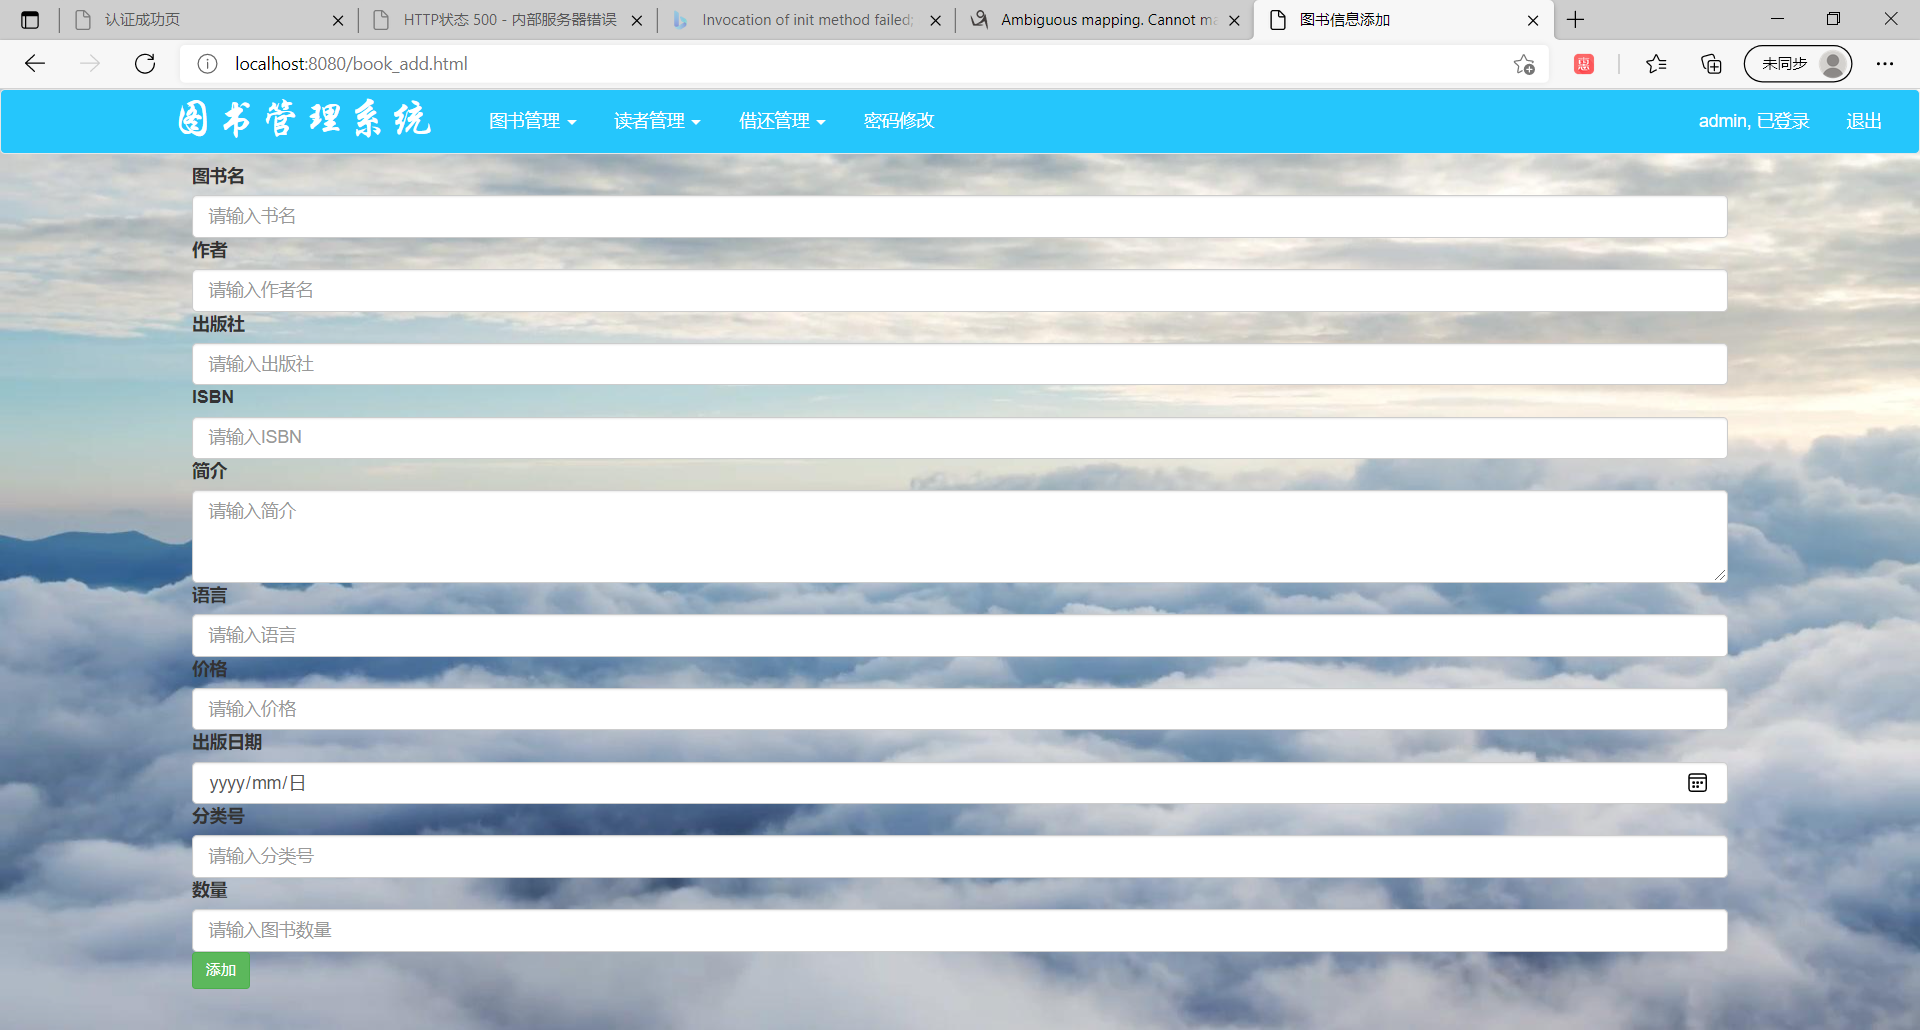 认证成功页
HTTP状态 500 - 内部服务器错误
Invocation of init method failed;
Ambiguous mapping. Cannot ma
图书信息添加
localhost:8080/book_add.html
惠
未同步
图书管理系统
图书管理
读者管理
借还管理
密码修改
admin, 已登录
退出
图书名
请输入书名
作者
请输入作者名
出版社
请输入出版社
ISBN
请输入ISBN
简介
请输入简介
语言
请输入语言
价格
请输入价格
出版日期
yyyy/mm/日
分类号
请输入分类号
数量
请输入图书数量
添加